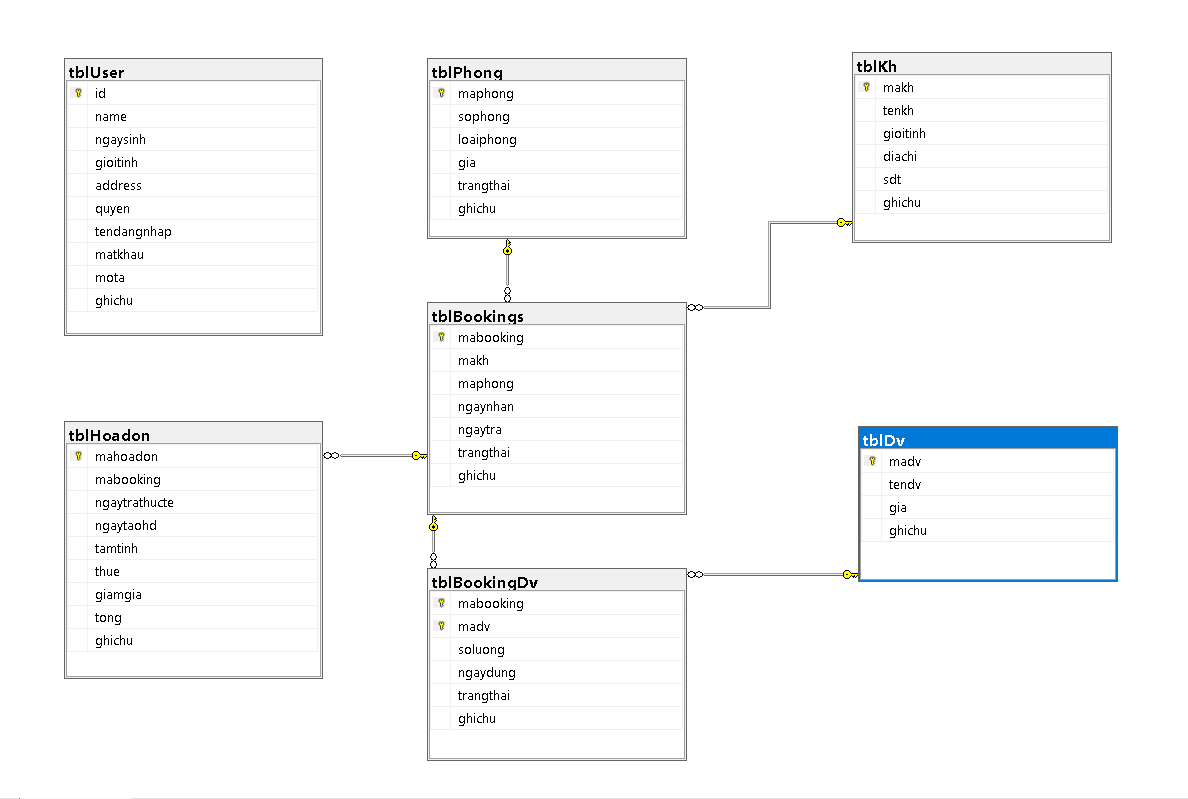 tblUser
id
name
ngaysinh
gioitinh
address
quyen
tendangnhap
matkhau
mota
ghichu
tblPhong
maphong
sophong
loaiphong
gia
trangthai
ghichu
tblKh
makh
tenkh
gioitinh
diachi
sdt
ghichu
tblBookings
mabooking
makh
maphong
ngaynhan
ngaytra
trangthai
ghichu
tblHoadon
mahoadon
mabooking
ngaytrathucte
ngaytaohd
tamtinh
thue
giamgia
tong
ghichu
tblDv
madv
tendv
gia
ghichu
tblBookingDv
mabooking
madv
soluong
ngaydung
trangthai
ghichu